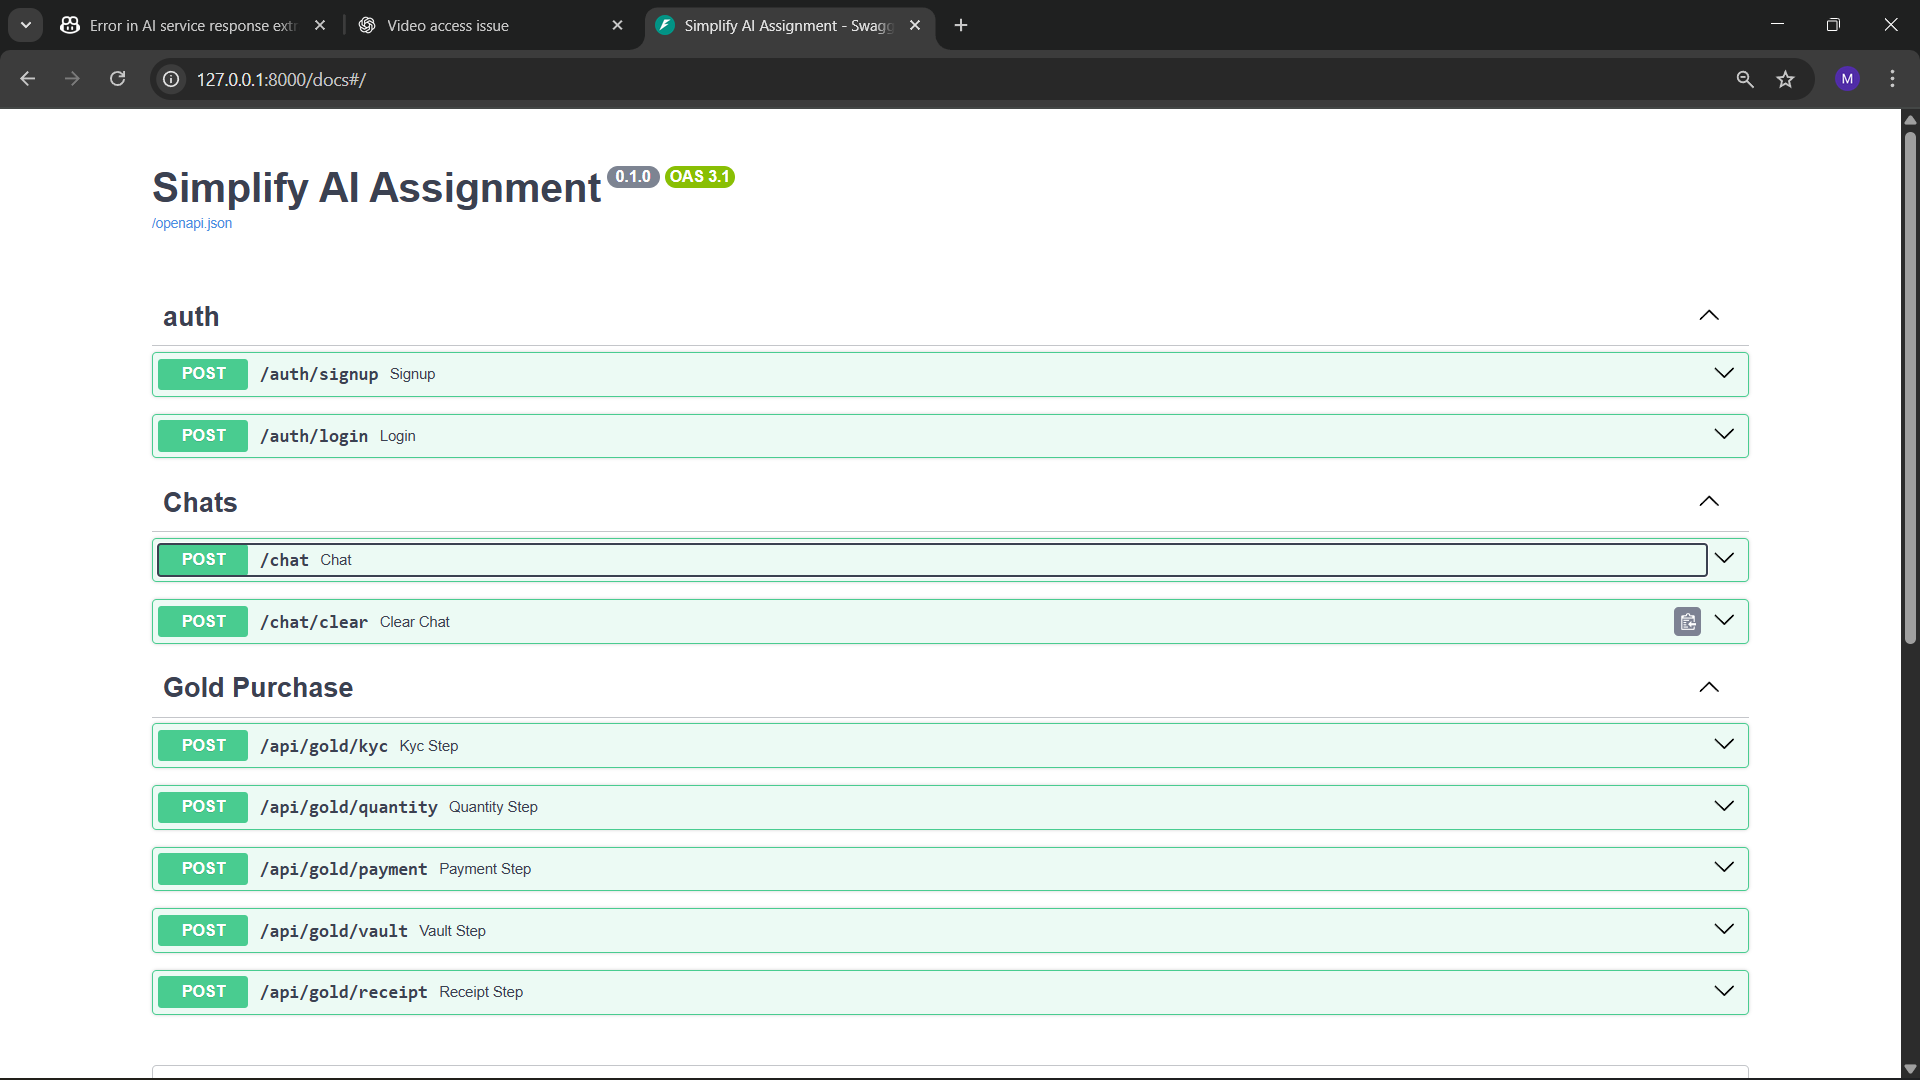 Error in AI service response extr
Video access issue
Simplify AI Assignment - Swagg
127.0.0.1:8000/docs#/
M
Simplify AI Assignment 0.1.0 OAS 3.1
/openapi.json
auth
POST /auth/signup Signup
POST /auth/login Login
Chats
POST /chat Chat
POST /chat/clear Clear Chat
Gold Purchase
POST /api/gold/kyc Kyc Step
POST /api/gold/quantity Quantity Step
POST /api/gold/payment Payment Step
POST /api/gold/vault Vault Step
POST /api/gold/receipt Receipt Step